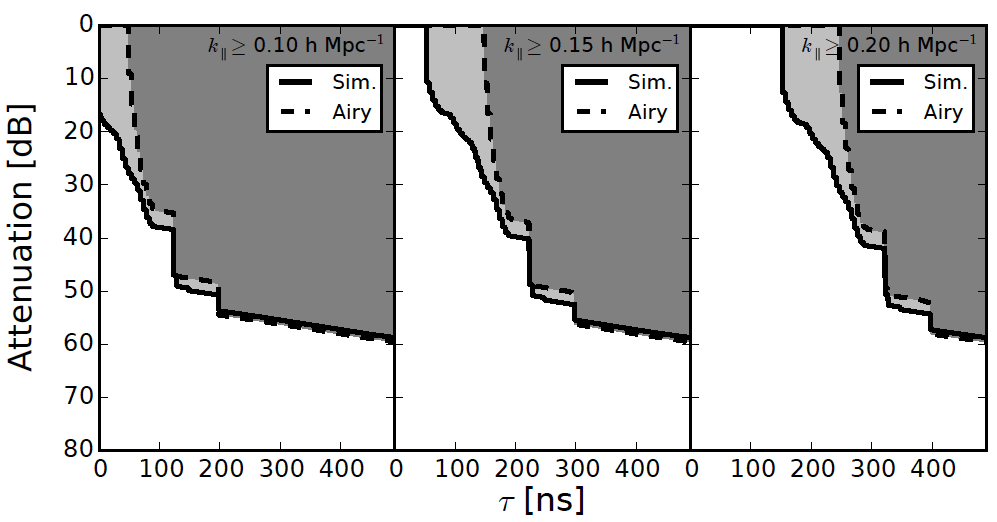 Attenuation [dB]
0
10
20
30
40
50
60
70
80
k∥ ≥ 0.10 h Mpc⁻¹
Sim.
Airy
k∥ ≥ 0.15 h Mpc⁻¹
Sim.
Airy
k∥ ≥ 0.20 h Mpc⁻¹
Sim.
Airy
0 100 200 300 400 0 100 200 300 400 0 100 200 300 400
τ [ns]